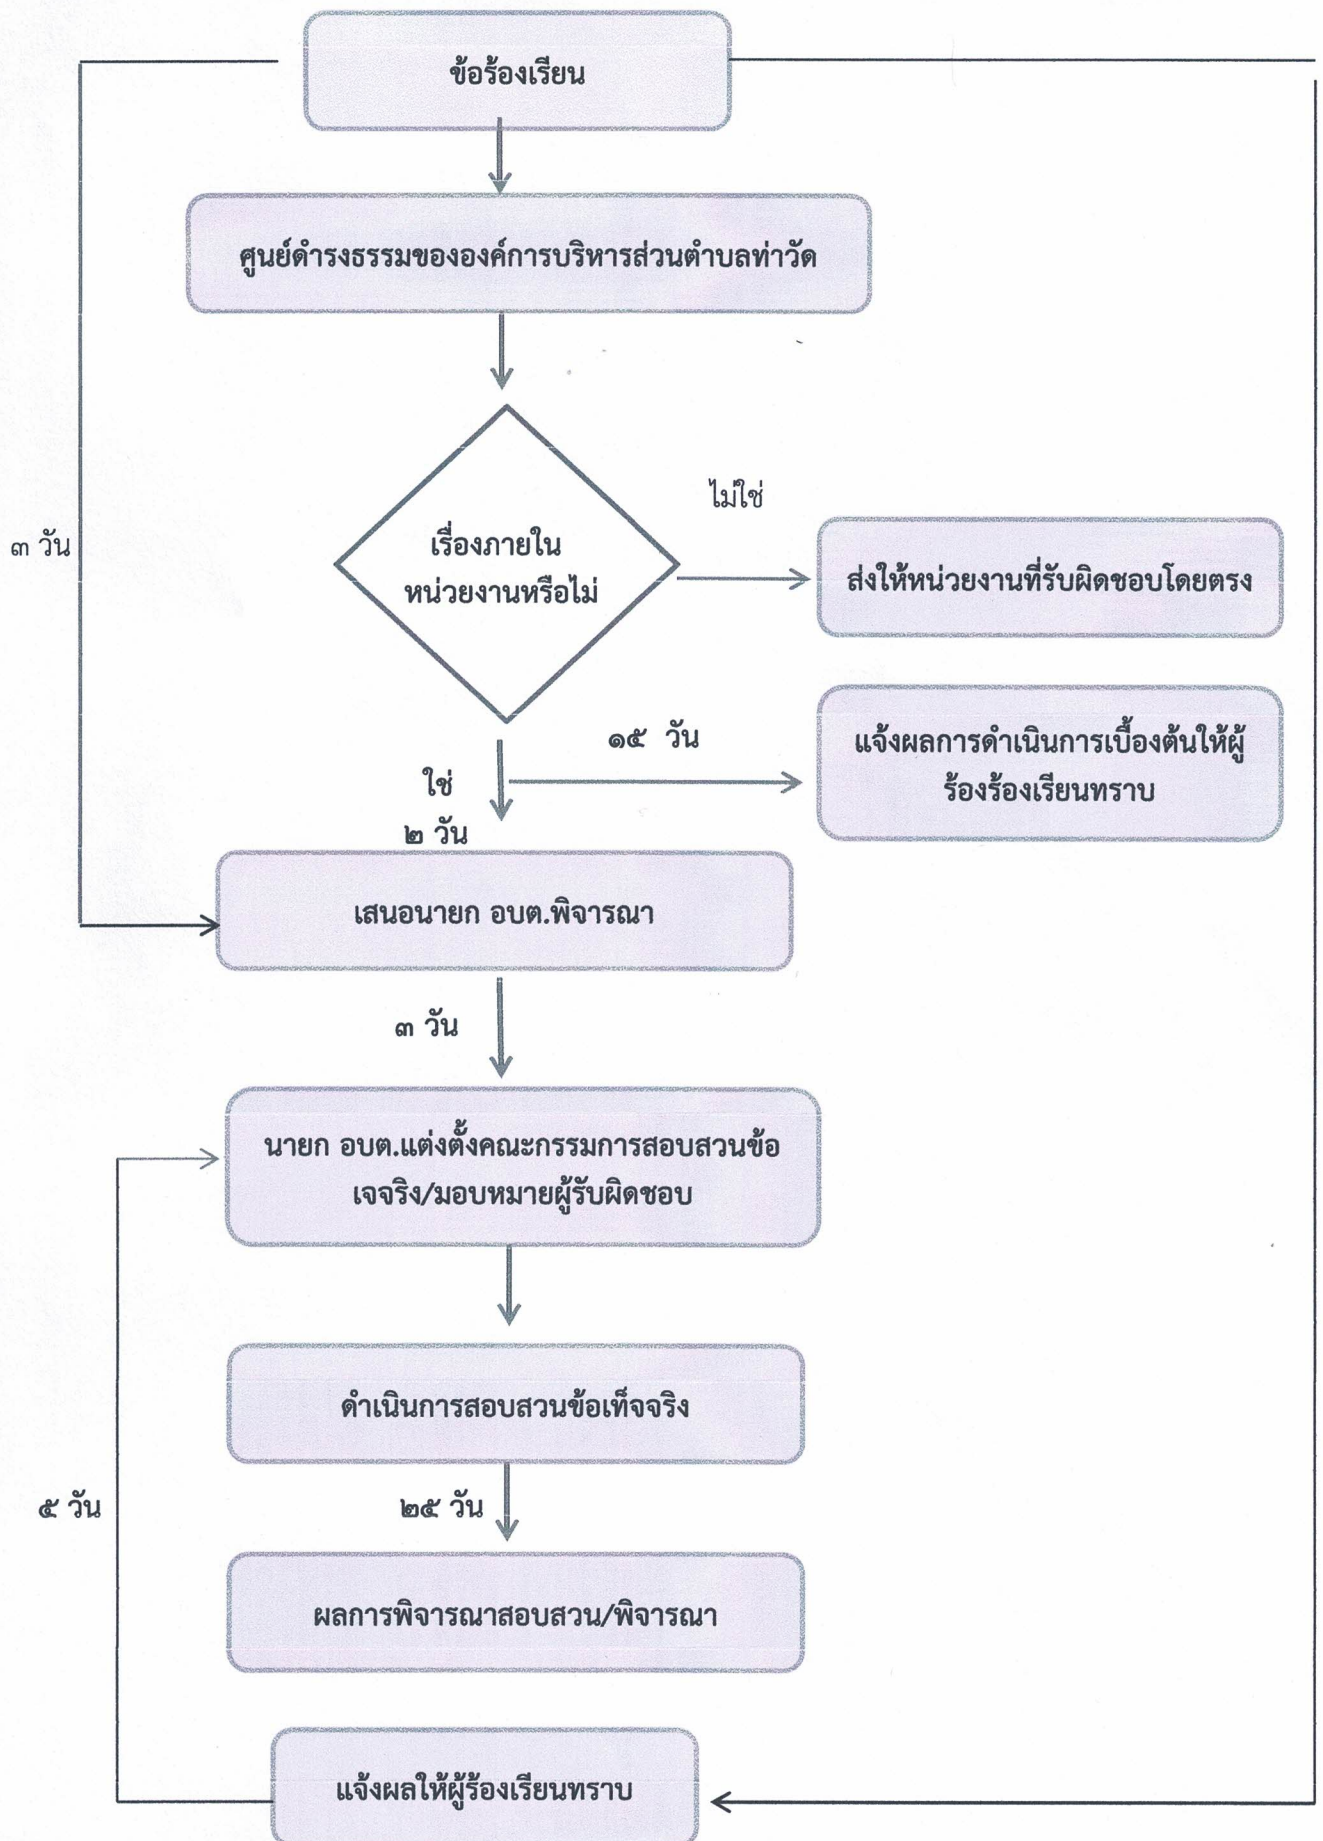 ข้อร้องเรียน
ศูนย์ดำรงธรรมขององค์การบริหารส่วนตำบลท่าวัด
ไม่ใช่
๓ วัน
เรื่องภายใน
หน่วยงานหรือไม่
ส่งให้หน่วยงานที่รับผิดชอบโดยตรง
๑๕ วัน
แจ้งผลการดำเนินการเบื้องต้นให้ผู้
ร้องร้องเรียนทราบ
ใช่
๒ วัน
เสนอนายก อบต.พิจารณา
๓ วัน
นายก อบต.แต่งตั้งคณะกรรมการสอบสวนข้อ
เจจริง/มอบหมายผู้รับผิดชอบ
ดำเนินการสอบสวนข้อเท็จจริง
๕ วัน
๒๕ วัน
ผลการพิจารณาสอบสวน/พิจารณา
แจ้งผลให้ผู้ร้องเรียนทราบ